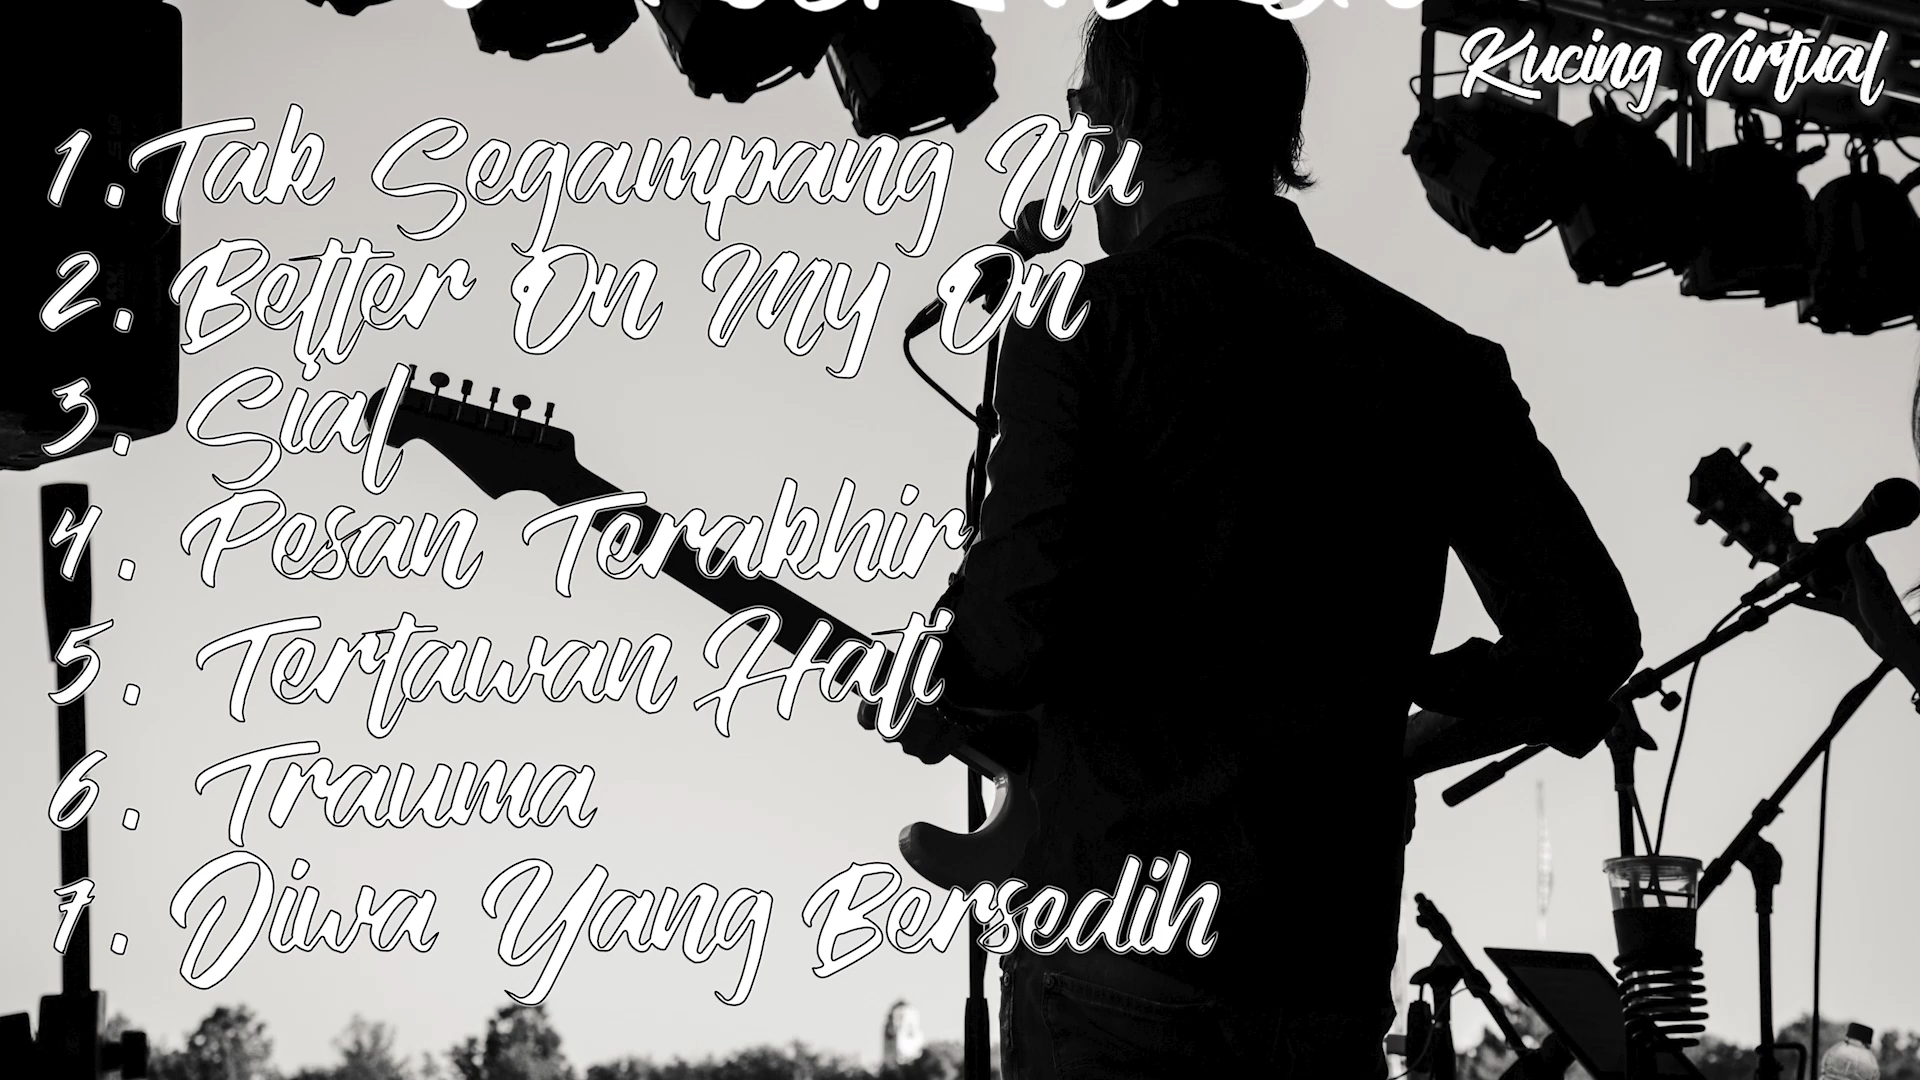 Kucing Virtual
1. Tak Segampang Itu
2. Better On My On
3. Sial
4. Pesan Terakhir
5. Tertawan Hati
6. Trauma
7. Diwa Yang Bersedih